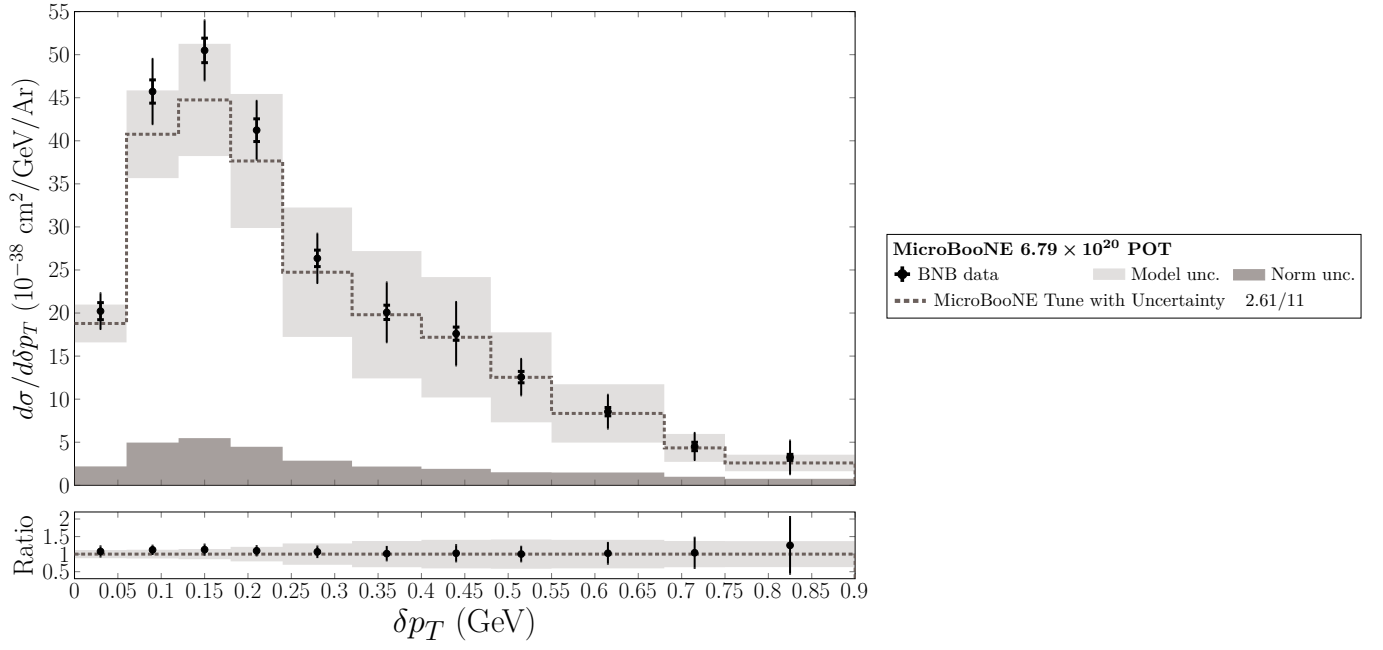 55
50
45
40
35
30
25
20
15
10
5
0
dσ/dδp_T (10⁻³⁸ cm²/GeV/Ar)
MicroBooNE 6.79 × 10²⁰ POT
BNB data Model unc. Norm unc.
MicroBooNE Tune with Uncertainty 2.61/11
2
1.5
1
0.5
Ratio
0 0.05 0.1 0.15 0.2 0.25 0.3 0.35 0.4 0.45 0.5 0.55 0.6 0.65 0.7 0.75 0.8 0.85 0.9
δp_T (GeV)